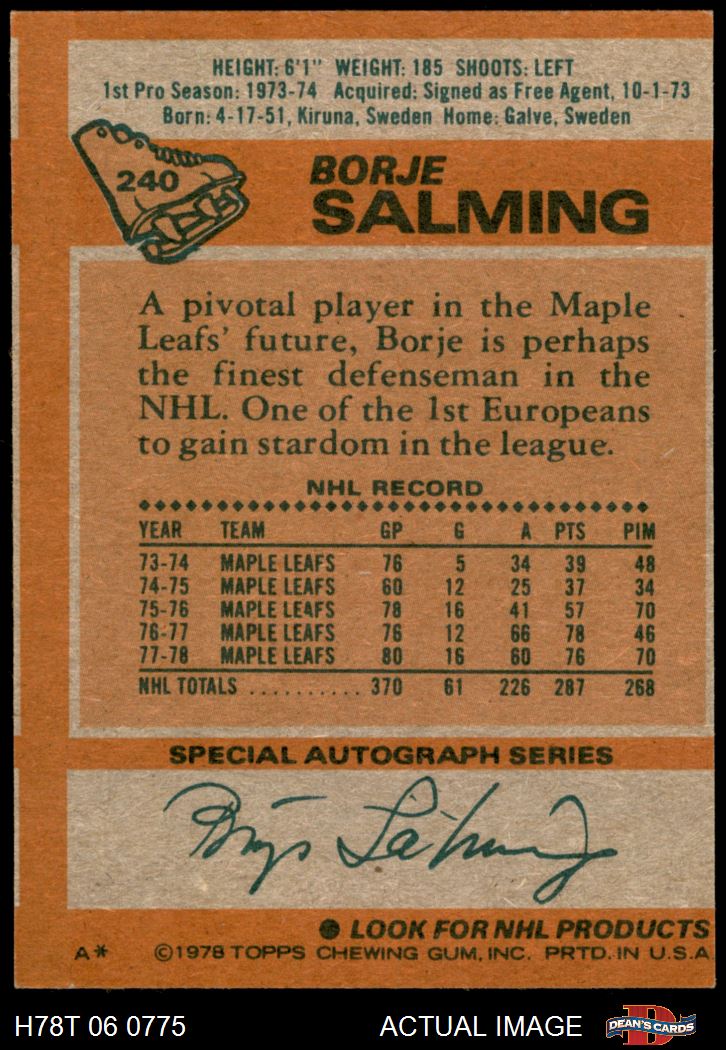 HEIGHT: 6'1" WEIGHT: 185 SHOOTS: LEFT
1st Pro Season: 1973-74 Acquired: Signed as Free Agent, 10-1-73
Born: 4-17-51, Kiruna, Sweden Home: Galve, Sweden
240
BORJE
SALMING
A pivotal player in the Maple
Leafs' future, Borje is perhaps
the finest defenseman in the
NHL. One of the 1st Europeans
to gain stardom in the league.
NHL RECORD
YEAR TEAM GP G A PTS PIM
73-74 MAPLE LEAFS 76 5 34 39 48
74-75 MAPLE LEAFS 60 12 25 37 34
75-76 MAPLE LEAFS 78 16 41 57 70
76-77 MAPLE LEAFS 76 12 66 78 46
77-78 MAPLE LEAFS 80 16 60 76 70
NHL TOTALS .......... 370 61 226 287 268
SPECIAL AUTOGRAPH SERIES
Börje Salming
● LOOK FOR NHL PRODUCTS
A* ©1978 TOPPS CHEWING GUM, INC. PRTD. IN U.S.A.
H78T 06 0775 ACTUAL IMAGE D DEAN'S CARDS